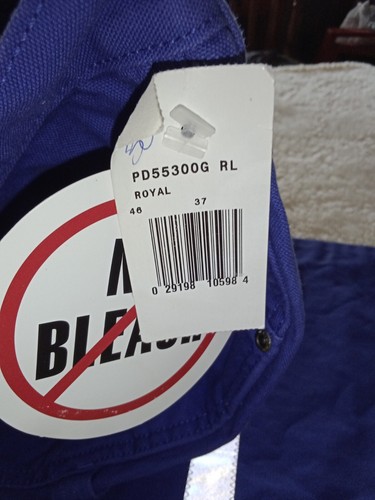 PD55300G RL
ROYAL
46 37
0 29198 10598 4
BLEACH